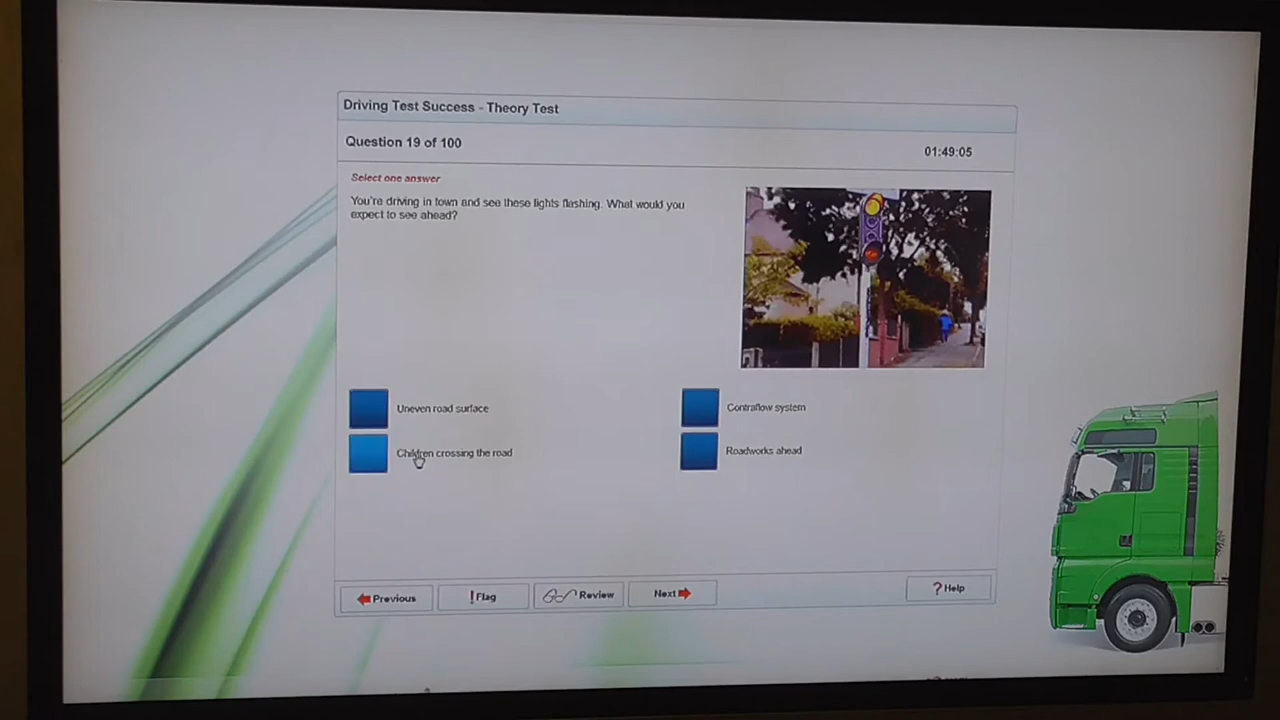 Driving Test Success - Theory Test
Question 19 of 100
01:49:05
Select one answer
You're driving in town and see these lights flashing. What would you
expect to see ahead?
Uneven road surface
Contraflow system
Children crossing the road
Roadworks ahead
Previous
!Flag
Review
Next
?Help